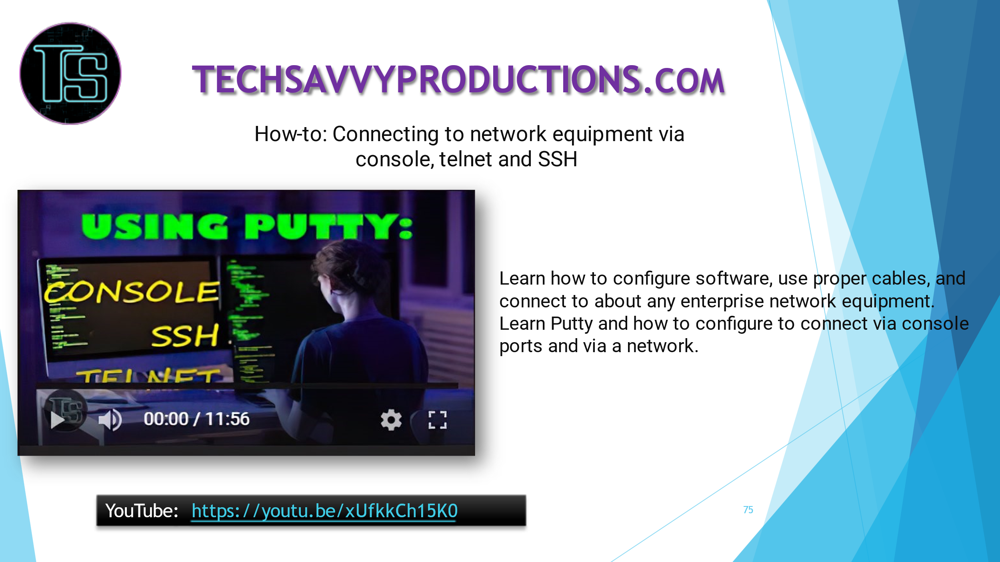 TS
TECHSAVVYPRODUCTIONS.COM
How-to: Connecting to network equipment via
console, telnet and SSH
USING PUTTY:
CONSOLE
SSH
TELNET
TS
00:00 / 11:56
Learn how to configure software, use proper cables, and
connect to about any enterprise network equipment.
Learn Putty and how to configure to connect via console
ports and via a network.
YouTube: https://youtu.be/xUfkkCh15K0
75